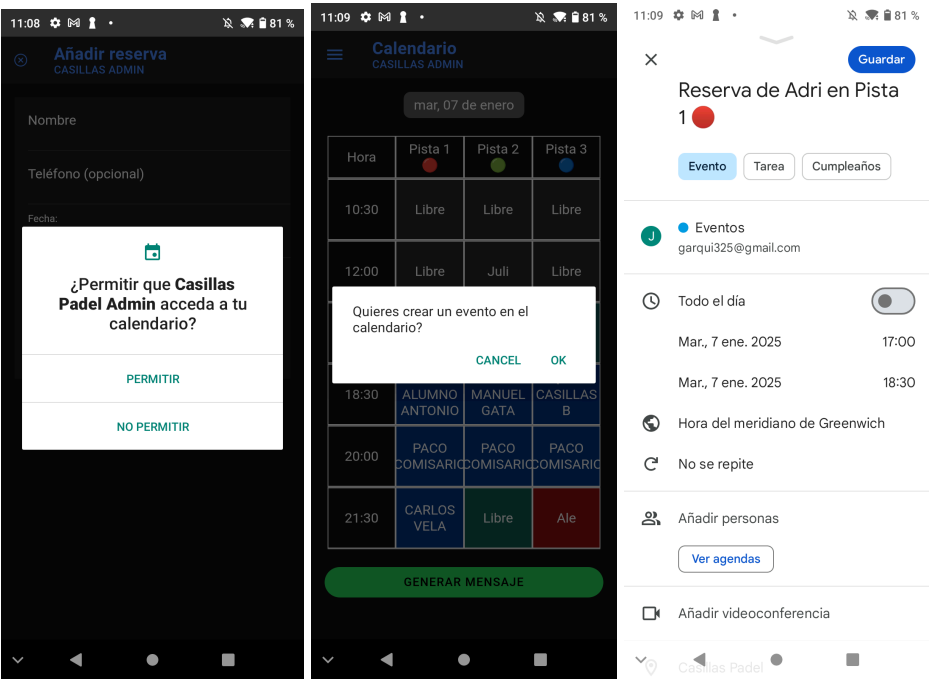 11:08
81 %
Añadir reserva
CASILLAS ADMIN
Nombre
Teléfono (opcional)
Fecha:
¿Permitir que Casillas
Padel Admin acceda a tu
calendario?
PERMITIR
NO PERMITIR
11:09
81 %
Calendario
CASILLAS ADMIN
mar, 07 de enero
Hora
Pista 1
Pista 2
Pista 3
10:30
Libre
Libre
Libre
12:00
Libre
Juli
Libre
Quieres crear un evento en el
calendario?
CANCEL
OK
18:30
ALUMNO
ANTONIO
MANUEL
GATA
CASILLAS
B
20:00
PACO
COMISARIO
PACO
COMISARIO
PACO
COMISARIO
21:30
CARLOS
VELA
Libre
Ale
GENERAR MENSAJE
11:09
81 %
Guardar
Reserva de Adri en Pista
1
Evento
Tarea
Cumpleaños
J
Eventos
garqui325@gmail.com
Todo el día
Mar., 7 ene. 2025
17:00
Mar., 7 ene. 2025
18:30
Hora del meridiano de Greenwich
No se repite
Añadir personas
Ver agendas
Añadir videoconferencia
Casillas Padel